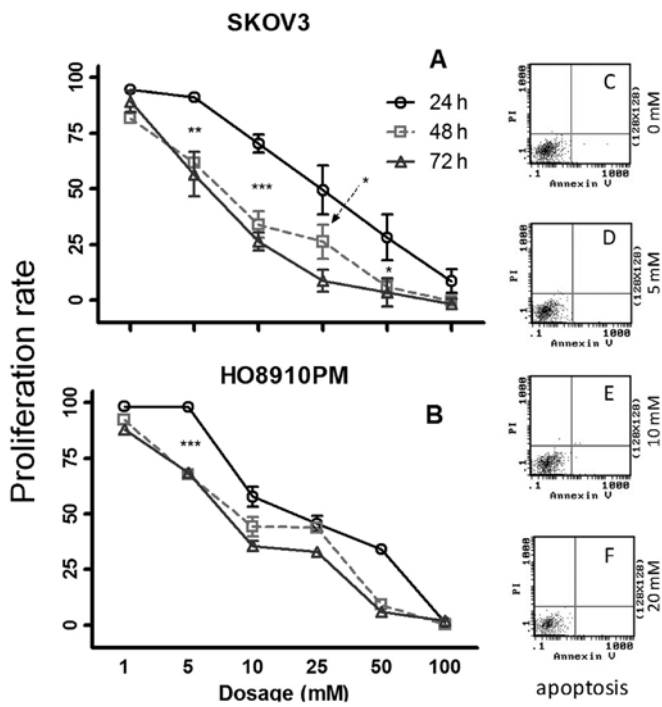 SKOV3
A
100
75
50
25
0
24 h
48 h
72 h
**
***
*
*
Proliferation rate
HO8910PM
B
100
75
50
25
0
***
1 5 10 25 50 100
Dosage (mM)
C
PI
1000
.1
.1 1000
Annexin V
(128X128)
0 mM
D
PI
1000
.1
.1 1000
Annexin V
(128X128)
5 mM
E
PI
1000
.1
.1 1000
Annexin V
(128X128)
10 mM
F
PI
1000
.1
.1 1000
Annexin V
(128X128)
20 mM
apoptosis